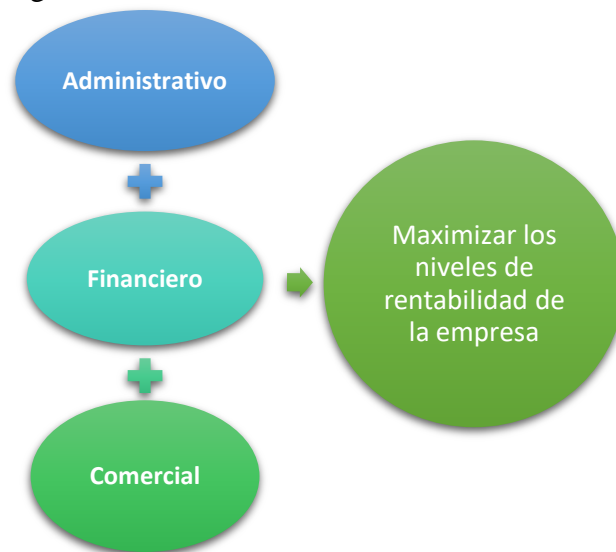 Administrativo
Financiero
Comercial
Maximizar los
niveles de
rentabilidad de
la empresa